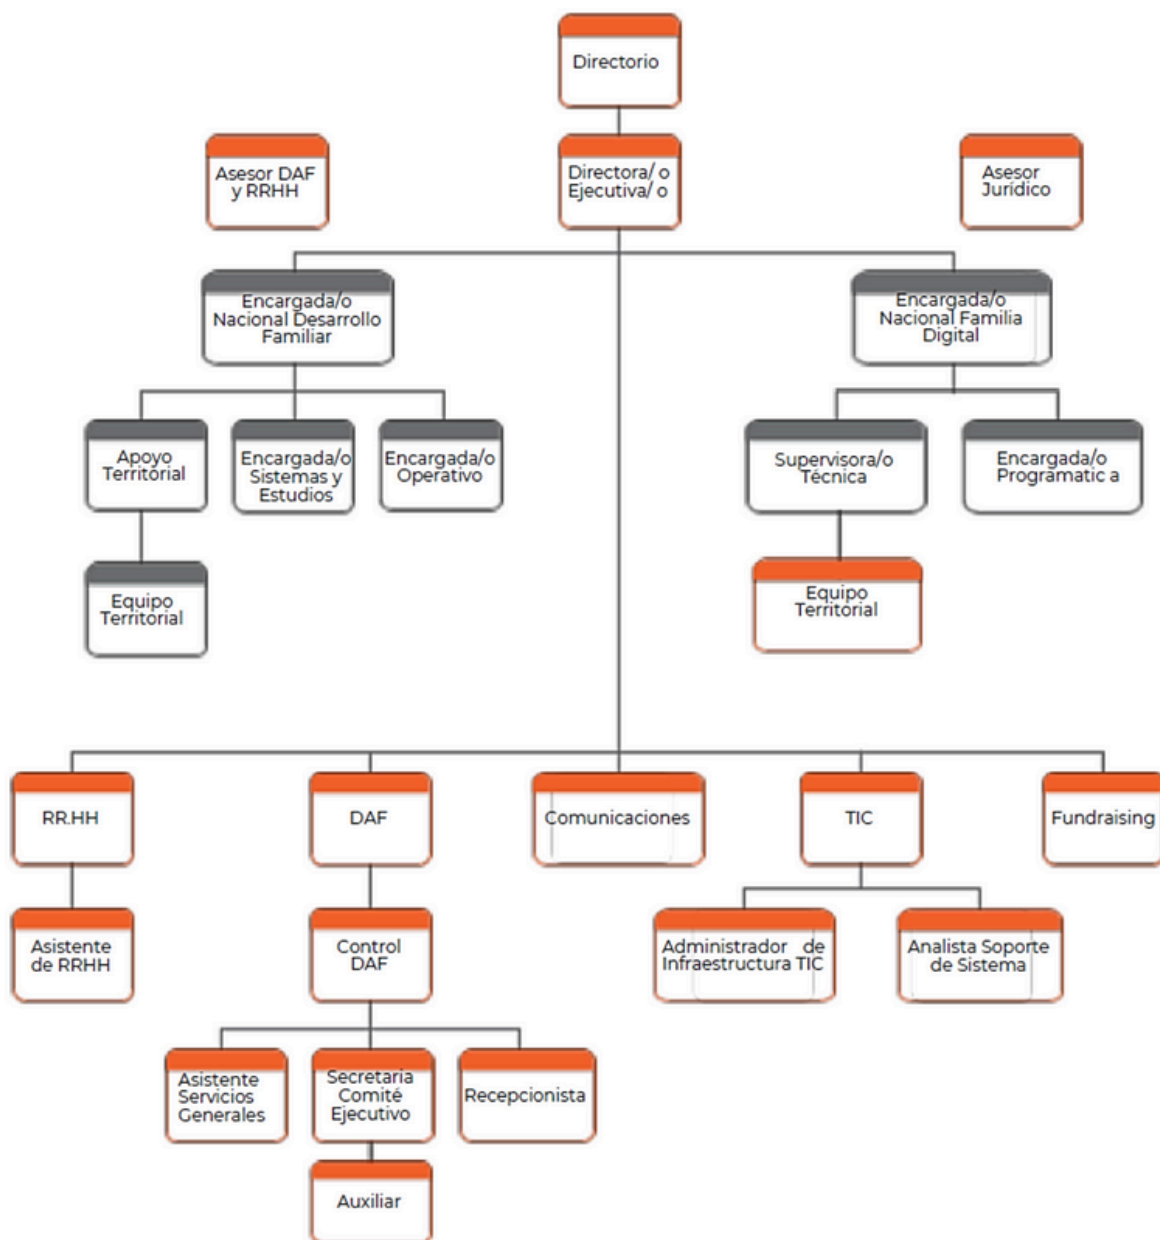 Directorio
Asesor DAF
y RRHH
Directora/ o
Ejecutiva/ o
Asesor
Jurídico
Encargada/o
Nacional Desarrollo
Familiar
Encargada/o
Nacional Familia
Digital
Apoyo
Territorial
Encargada/o
Sistemas y
Estudios
Encargada/o
Operativo
Supervisora/o
Técnica
Encargada/o
Programatic a
Equipo
Territorial
Equipo
Territorial
RR.HH
DAF
Comunicaciones
TIC
Fundraising
Asistente
de RRHH
Control
DAF
Administrador de
Infraestructura TIC
Analista Soporte
de Sistema
Asistente
Servicios
Generales
Secretaria
Comité
Ejecutivo
Recepcionista
Auxiliar